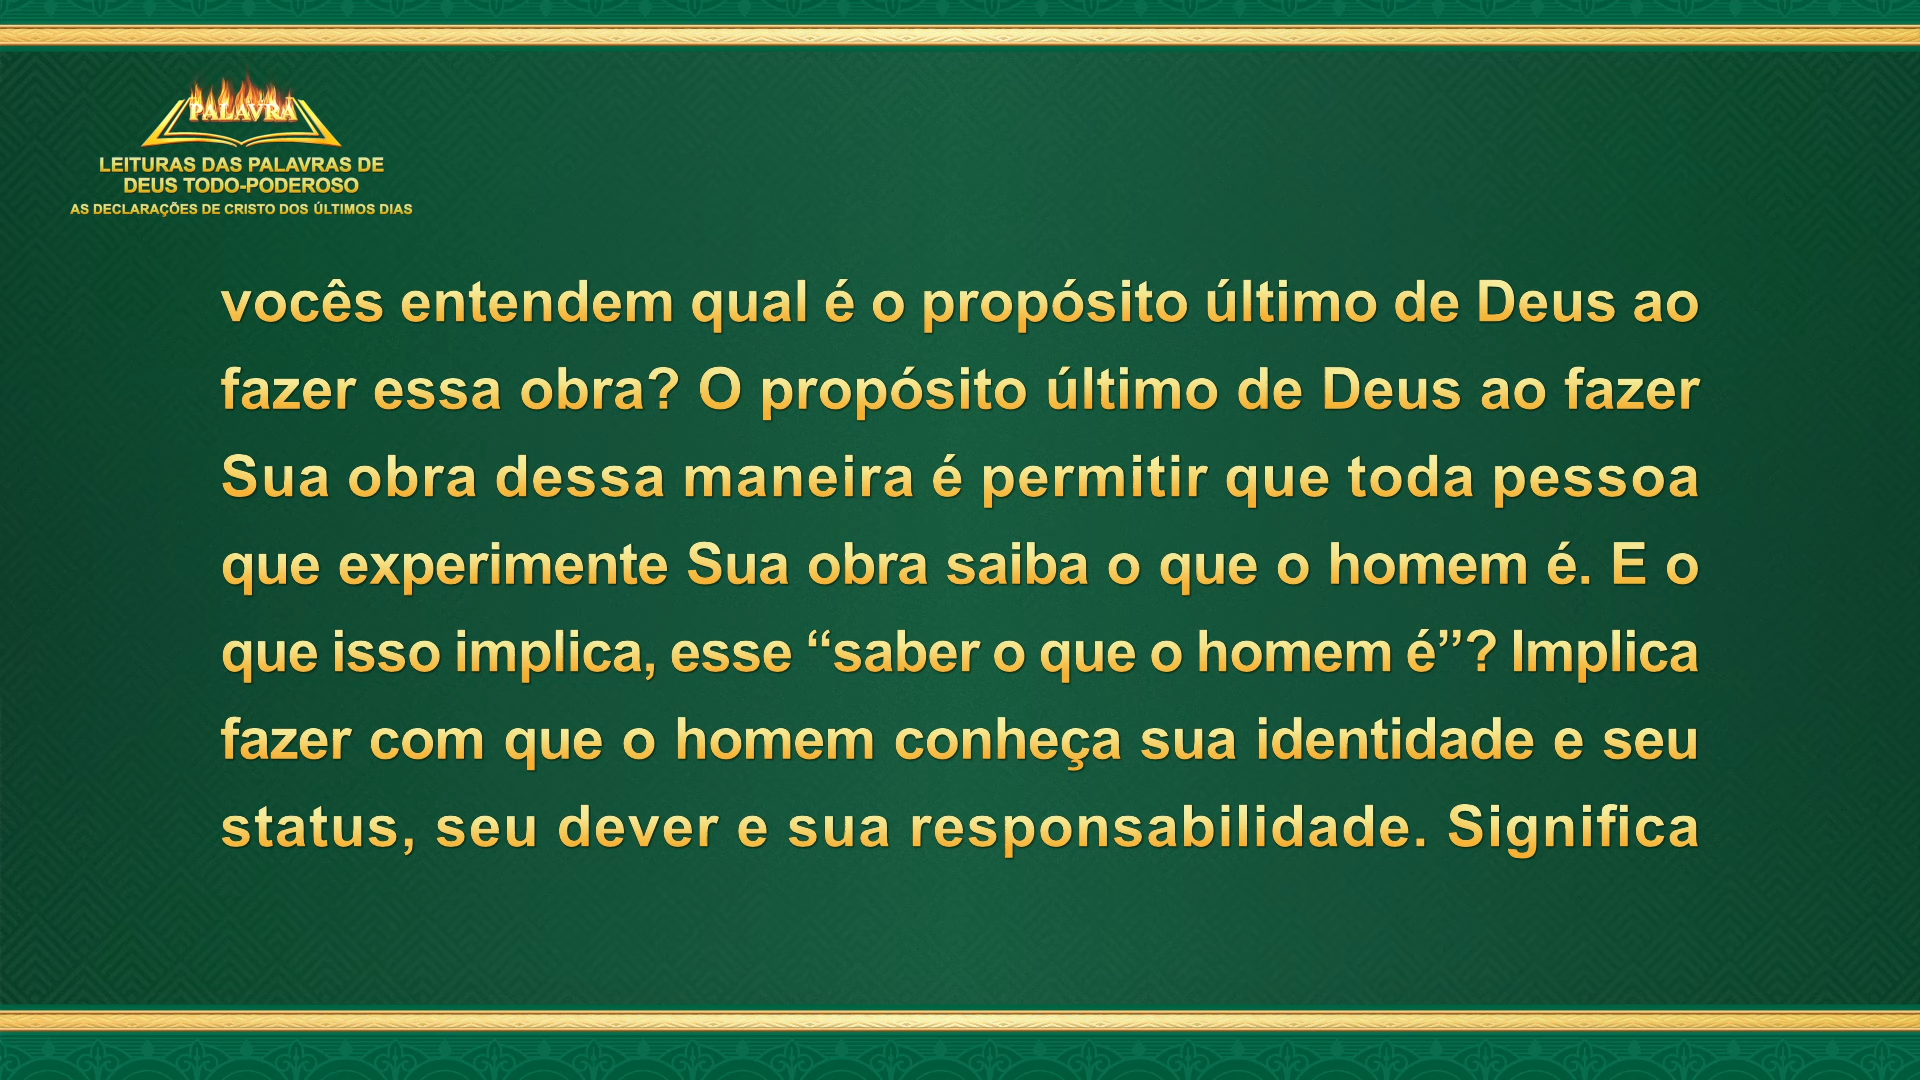 PALAVRA
LEITURAS DAS PALAVRAS DE
DEUS TODO-PODEROSO
AS DECLARAÇÕES DE CRISTO DOS ÚLTIMOS DIAS
vocês entendem qual é o propósito último de Deus ao
fazer essa obra? O propósito último de Deus ao fazer
Sua obra dessa maneira é permitir que toda pessoa
que experimente Sua obra saiba o que o homem é. E o
que isso implica, esse “saber o que o homem é”? Implica
fazer com que o homem conheça sua identidade e seu
status, seu dever e sua responsabilidade. Significa